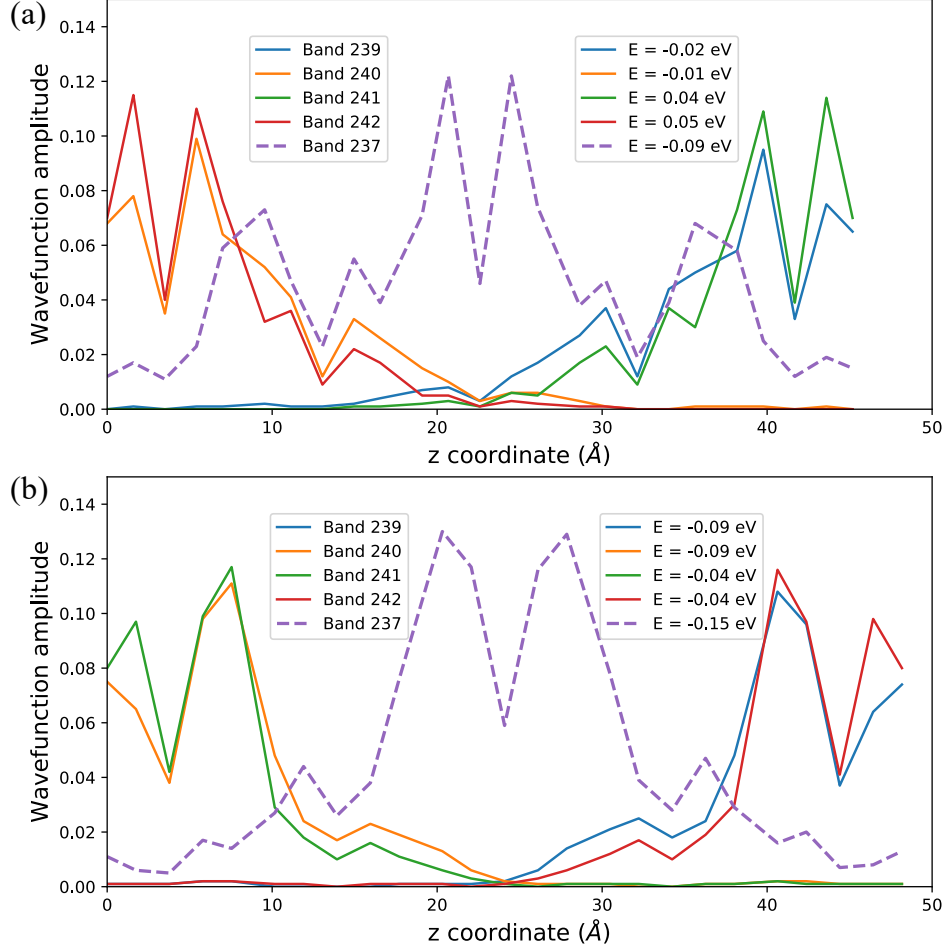 (a)
0.14
0.12
0.10
0.08
0.06
0.04
0.02
0.00
Wavefunction amplitude
Band 239
Band 240
Band 241
Band 242
Band 237
E = -0.02 eV
E = -0.01 eV
E = 0.04 eV
E = 0.05 eV
E = -0.09 eV
0 10 20 30 40 50
z coordinate (Å)
(b)
0.14
0.12
0.10
0.08
0.06
0.04
0.02
0.00
Wavefunction amplitude
Band 239
Band 240
Band 241
Band 242
Band 237
E = -0.09 eV
E = -0.09 eV
E = -0.04 eV
E = -0.04 eV
E = -0.15 eV
0 10 20 30 40 50
z coordinate (Å)